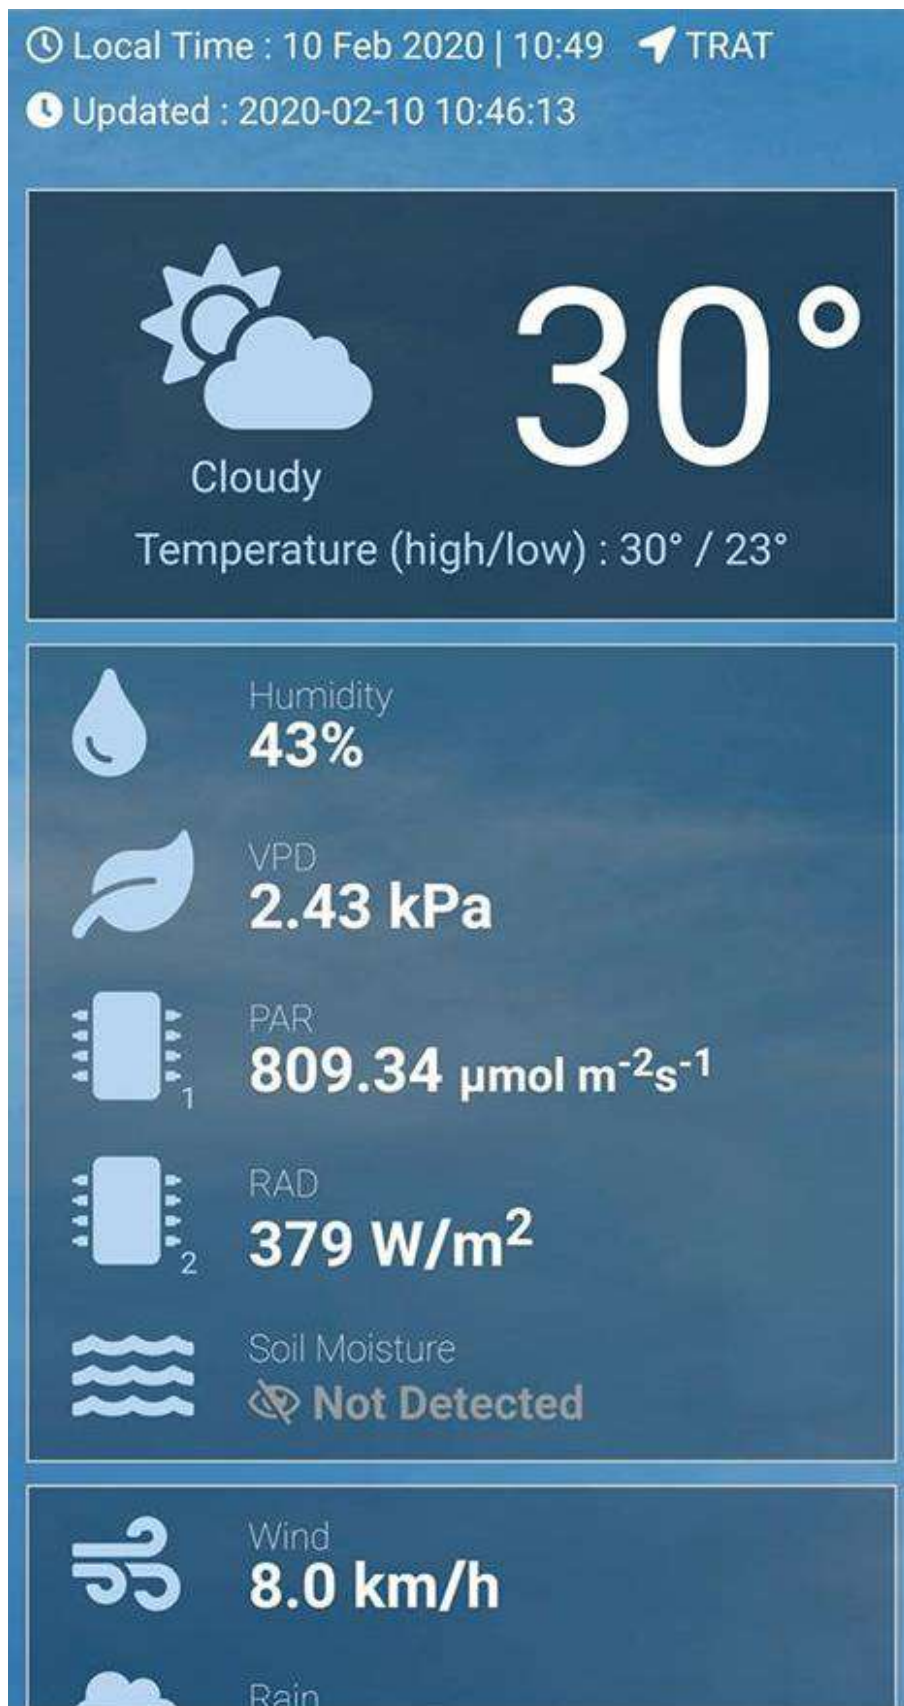 Local Time : 10 Feb 2020 | 10:49 TRAT
Updated : 2020-02-10 10:46:13
30°
Cloudy
Temperature (high/low) : 30° / 23°
Humidity
43%
VPD
2.43 kPa
PAR
809.34 µmol m⁻²s⁻¹
1
RAD
379 W/m²
2
Soil Moisture
Not Detected
Wind
8.0 km/h
Rain